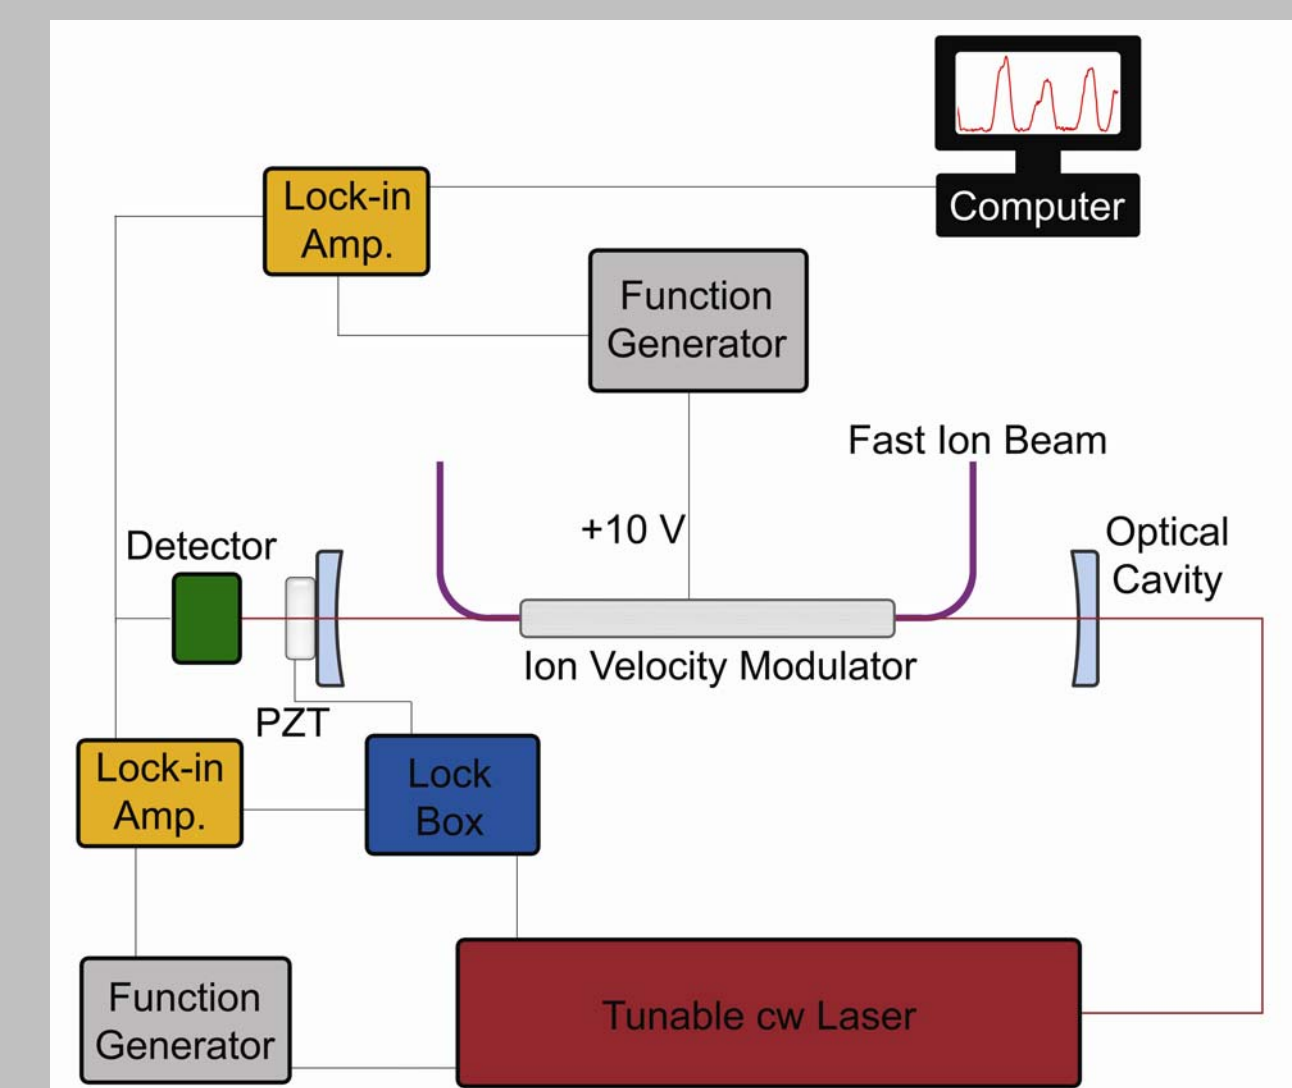 Lock-in
Amp.
Computer
Function
Generator
Fast Ion Beam
+10 V
Detector
Optical
Cavity
Ion Velocity Modulator
PZT
Lock-in
Amp.
Lock
Box
Function
Generator
Tunable cw Laser